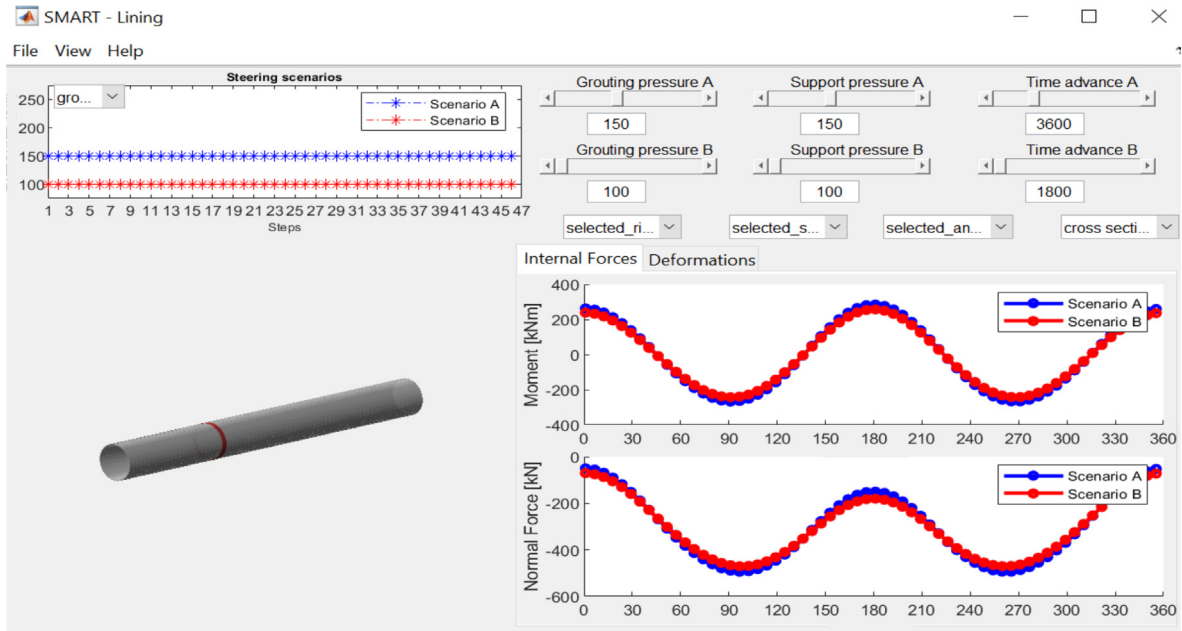 SMART - Lining
File View Help
Steering scenarios
gro...
250
200
150
100
Scenario A
Scenario B
1 3 5 7 9 11 13 15 17 19 21 23 25 27 29 31 33 35 37 39 41 43 45 47
Steps
Grouting pressure A
150
Support pressure A
150
Time advance A
3600
Grouting pressure B
100
Support pressure B
100
Time advance B
1800
selected_ri...
selected_s...
selected_an...
cross secti...
Internal Forces Deformations
Moment [kNm]
400
200
0
-200
-400
Scenario A
Scenario B
0 30 60 90 120 150 180 210 240 270 300 330 360
Normal Force [kN]
0
-200
-400
-600
Scenario A
Scenario B
0 30 60 90 120 150 180 210 240 270 300 330 360